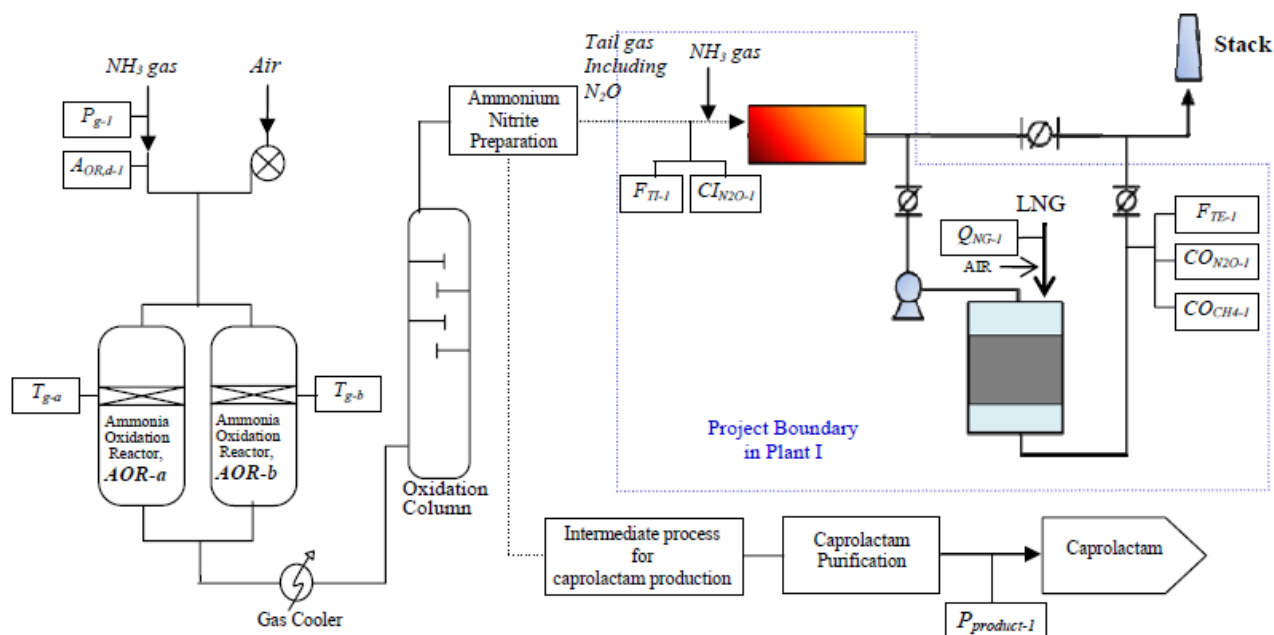 NH3 gas
Air
Pg-1
AOR,d-1
Tg-a
Ammonia
Oxidation
Reactor,
AOR-a
Ammonia
Oxidation
Reactor,
AOR-b
Tg-b
Gas Cooler
Oxidation
Column
Ammonium
Nitrite
Preparation
Tail gas
Including
N2O
NH3 gas
FTI-1
CIN2O-1
Stack
LNG
QNG-1
AIR
FTE-1
CON2O-1
COCH4-1
Project Boundary
in Plant I
Intermediate process
for
caprolactam production
Caprolactam
Purification
Caprolactam
Pproduct-1